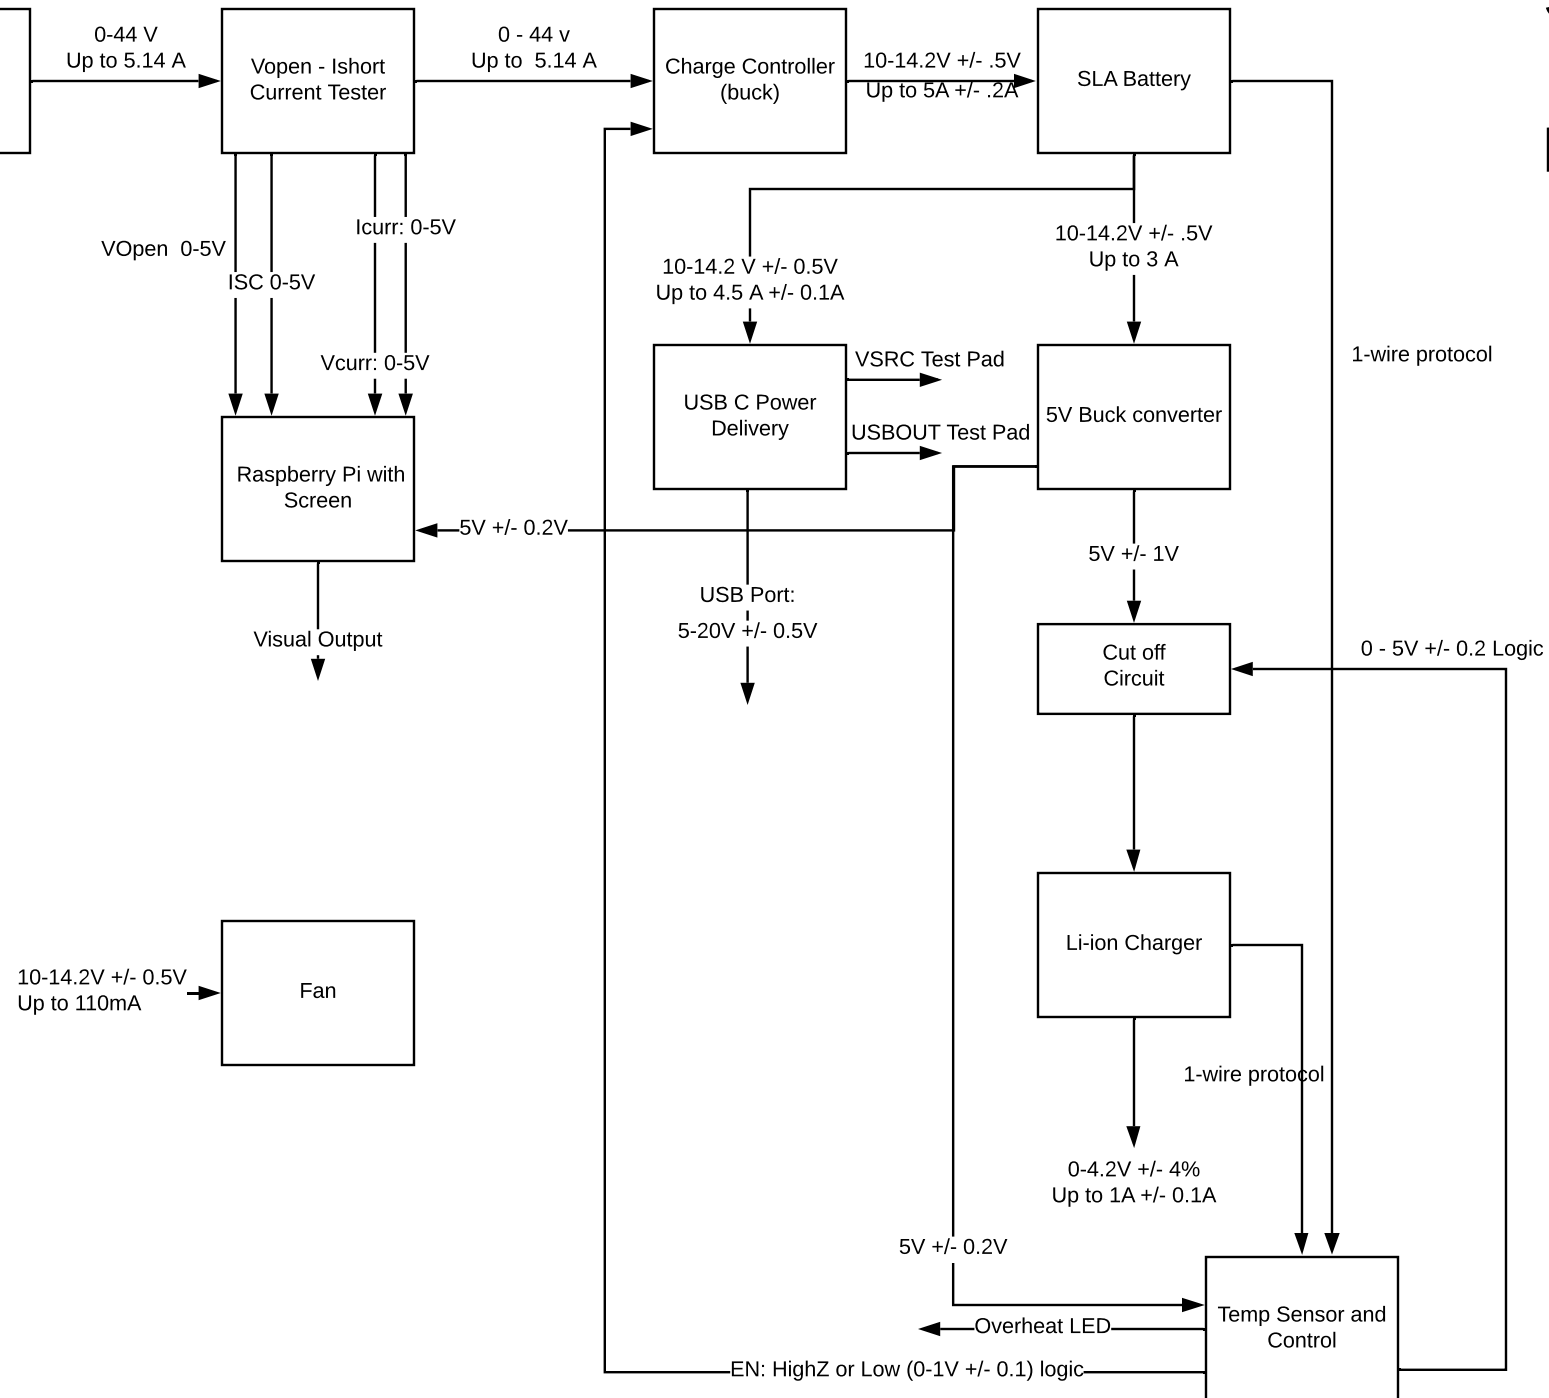 0-44 V
Up to 5.14 A
Vopen - Ishort
Current Tester
0 - 44 v
Up to  5.14 A
Charge Controller
(buck)
10-14.2V +/- .5V
Up to 5A +/- .2A
SLA Battery
VOpen  0-5V
ISC 0-5V
Icurr: 0-5V
Vcurr: 0-5V
10-14.2 V +/- 0.5V
Up to 4.5 A +/- 0.1A
10-14.2V +/- .5V
Up to 3 A
1-wire protocol
USB C Power
Delivery
VSRC Test Pad
USBOUT Test Pad
5V Buck converter
Raspberry Pi with
Screen
5V +/- 0.2V
5V +/- 1V
USB Port:
5-20V +/- 0.5V
Visual Output
Cut off
Circuit
0 - 5V +/- 0.2 Logic
Li-ion Charger
10-14.2V +/- 0.5V
Up to 110mA
Fan
1-wire protocol
0-4.2V +/- 4%
Up to 1A +/- 0.1A
5V +/- 0.2V
Temp Sensor and
Control
Overheat LED
EN: HighZ or Low (0-1V +/- 0.1) logic